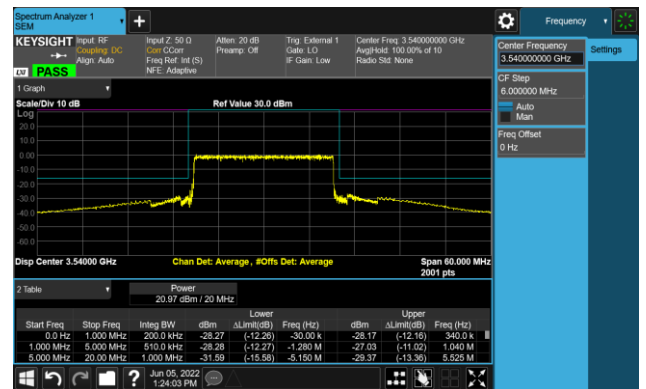 Spectrum Analyzer 1
SEM
Frequency
KEYSIGHT
Input: RF
Coupling: DC
Align: Auto
Input Z: 50 Ω
Corr CCorr
Freq Ref: Int (S)
NFE: Adaptive
Atten: 20 dB
Preamp: Off
Trig: External 1
Gate: LO
IF Gain: Low
Center Freq: 3.540000000 GHz
Avg|Hold: 100.00% of 10
Radio Std: None
LXI PASS
Center Frequency
3.540000000 GHz
Settings
CF Step
6.000000 MHz
Auto
Man
Freq Offset
0 Hz
1 Graph
Scale/Div 10 dB
Ref Value 30.0 dBm
Log
20.0
10.0
0.00
-10.0
-20.0
-30.0
-40.0
-50.0
-60.0
Disp Center 3.54000 GHz
Chan Det: Average , #Offs Det: Average
Span 60.000 MHz
2001 pts
2 Table
Power
20.97 dBm / 20 MHz
Lower Upper
Start Freq Stop Freq Integ BW dBm ΔLimit(dB) Freq (Hz) dBm ΔLimit(dB) Freq (Hz)
0.0 Hz 1.000 MHz 200.0 kHz -28.27 (-12.26) -30.00 k -28.17 (-12.16) 340.0 k
1.000 MHz 5.000 MHz 510.0 kHz -28.28 (-12.27) -1.280 M -27.03 (-11.02) 1.040 M
5.000 MHz 20.00 MHz 1.000 MHz -31.59 (-15.58) -5.150 M -29.37 (-13.36) 5.525 M
?
Jun 05, 2022
1:24:03 PM